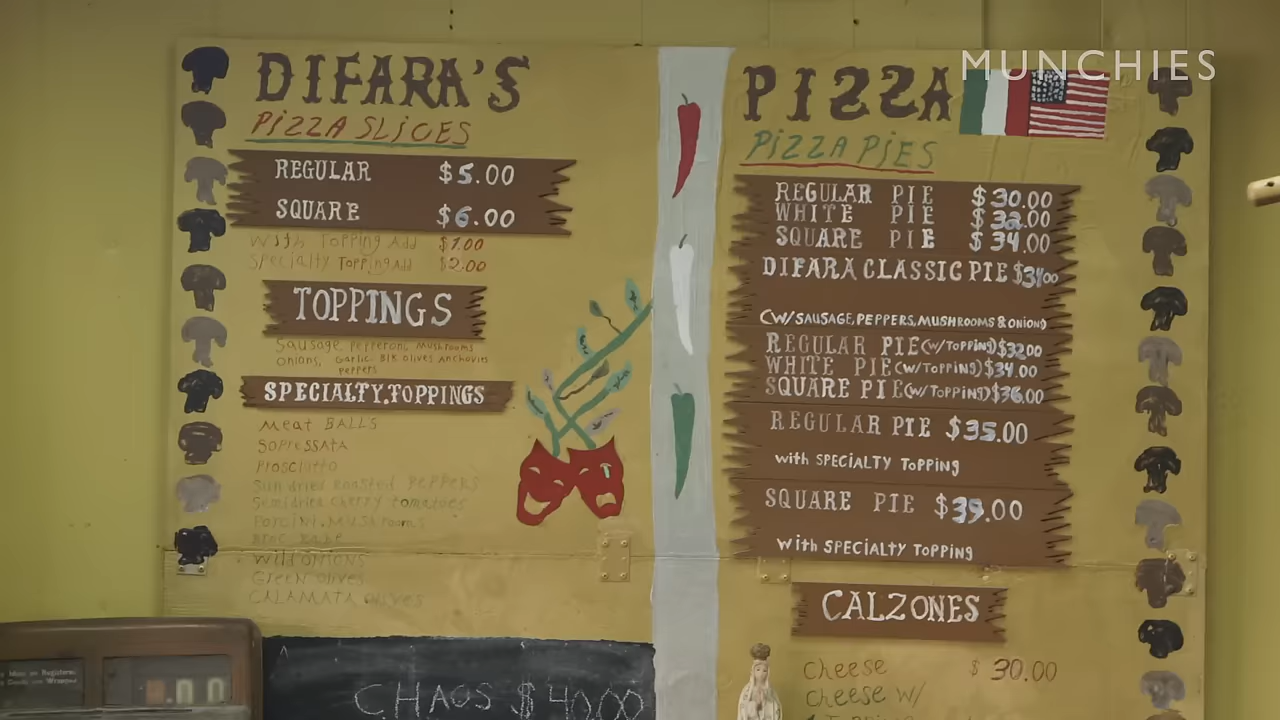 MUNCHIES
DIFARA'S
PIZZA SLICES
REGULAR $5.00
SQUARE $6.00
With Topping Add $1.00
Specialty Topping Add $2.00
TOPPINGS
Sausage, Pepperoni, Mushrooms
Onions, Garlic, Blk Olives Anchovies
Peppers
SPECIALTY.TOPPINGS
Meat BALLS
SOPRESSATA
Prosciutto
Sun dried Roasted PEPPERS
Semi dried Cherry tomatoes
Porcini.MUSHrooms
Broc Rabe
Wild Onions
Green olives
CALAMATA OLIVES
CHAOS $40.00
PIZZA
PIZZA PIES
REGULAR PIE $30.00
WHITE PIE $32.00
SQUARE PIE $34.00
DIFARA CLASSIC PIE
(W/SAUSAGE, PEPPERS, MUSHROOMS & ONIONS)
REGULAR PIE (W/TOPPING) $32.00
WHITE PIE (W/TOPPING) $34.00
SQUARE PIE (W/TOPPING) $36.00
REGULAR PIE $35.00
with SPECIALTY TOPPING
SQUARE PIE $39.00
with SPECIALTY TOPPING
CALZONES
Cheese $30.00
Cheese W/